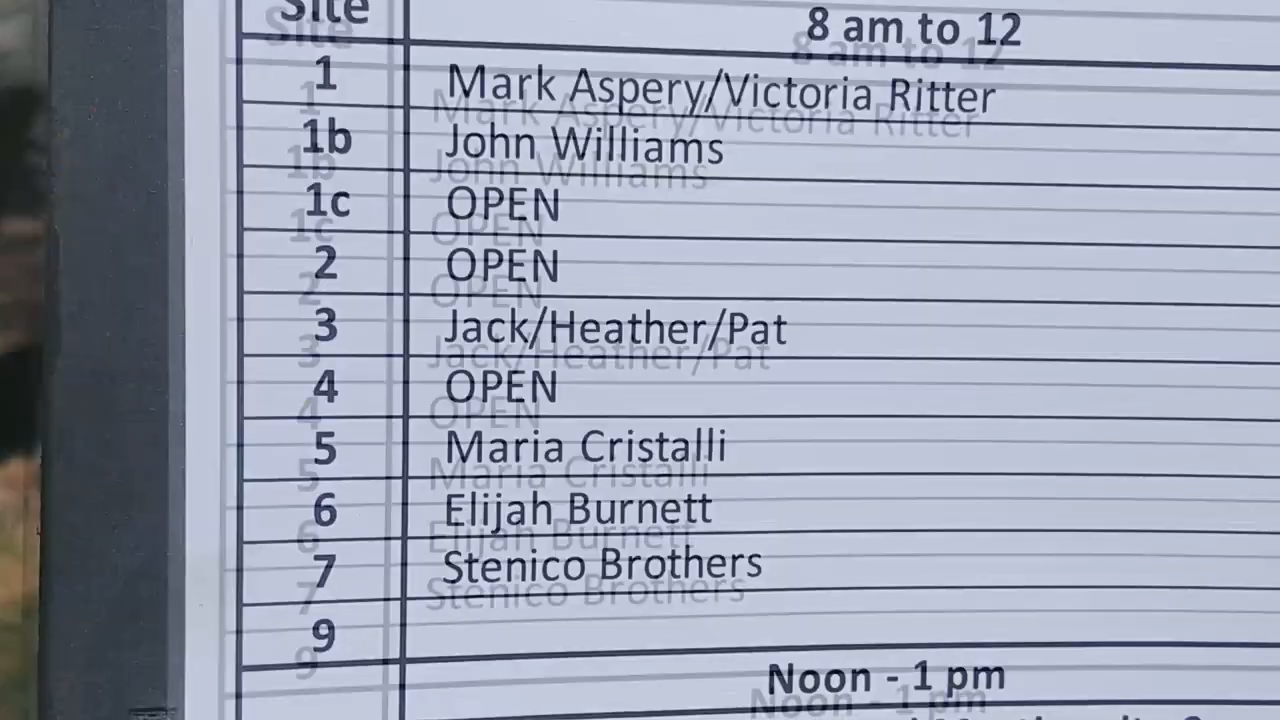 Site 8 am to 12
1 Mark Aspery/Victoria Ritter
1b John Williams
1c OPEN
2 OPEN
3 Jack/Heather/Pat
4 OPEN
5 Maria Cristalli
6 Elijah Burnett
7 Stenico Brothers
9
Noon - 1 pm